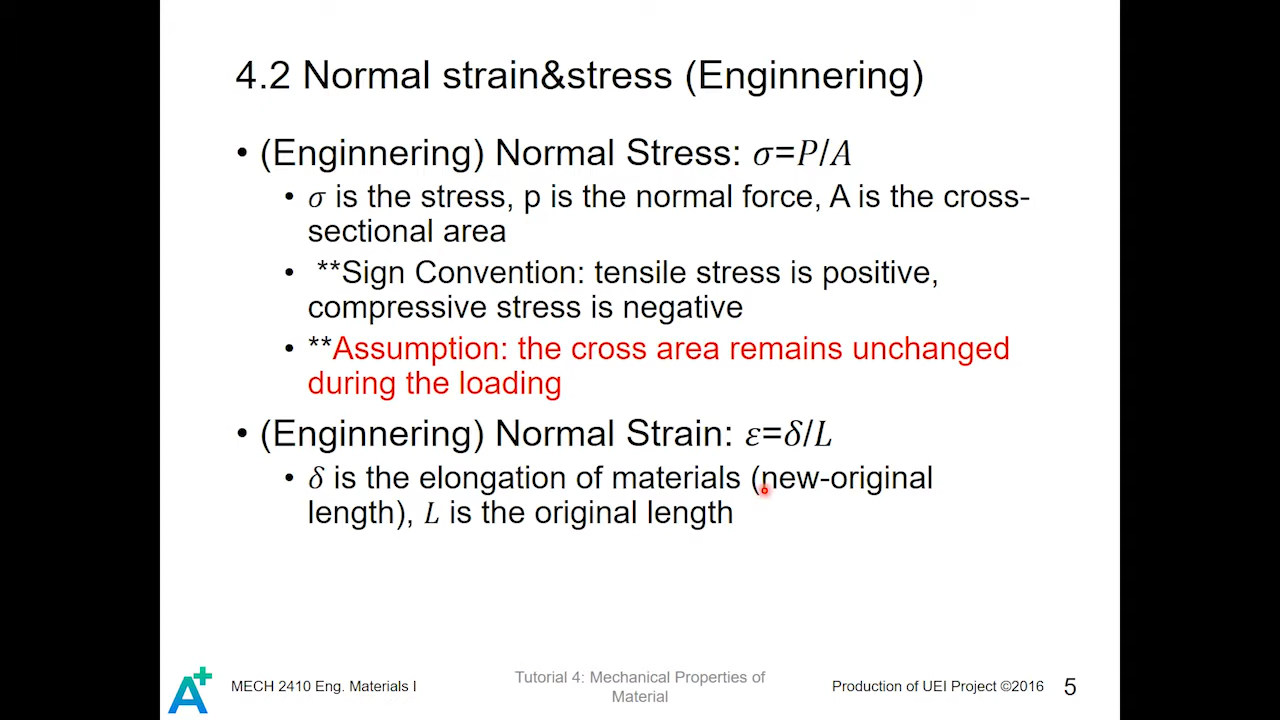 4.2 Normal strain&stress (Enginnering)
• (Enginnering) Normal Stress: 𝜎=𝑃/𝐴
• 𝜎 is the stress, p is the normal force, A is the cross-
sectional area
• **Sign Convention: tensile stress is positive,
compressive stress is negative
• **Assumption: the cross area remains unchanged
during the loading
• (Enginnering) Normal Strain: 𝜀=𝛿/𝐿
• 𝛿 is the elongation of materials (new-original
length), 𝐿 is the original length
A+
MECH 2410 Eng. Materials I
Tutorial 4: Mechanical Properties of
Material
Production of UEI Project ©2016
5